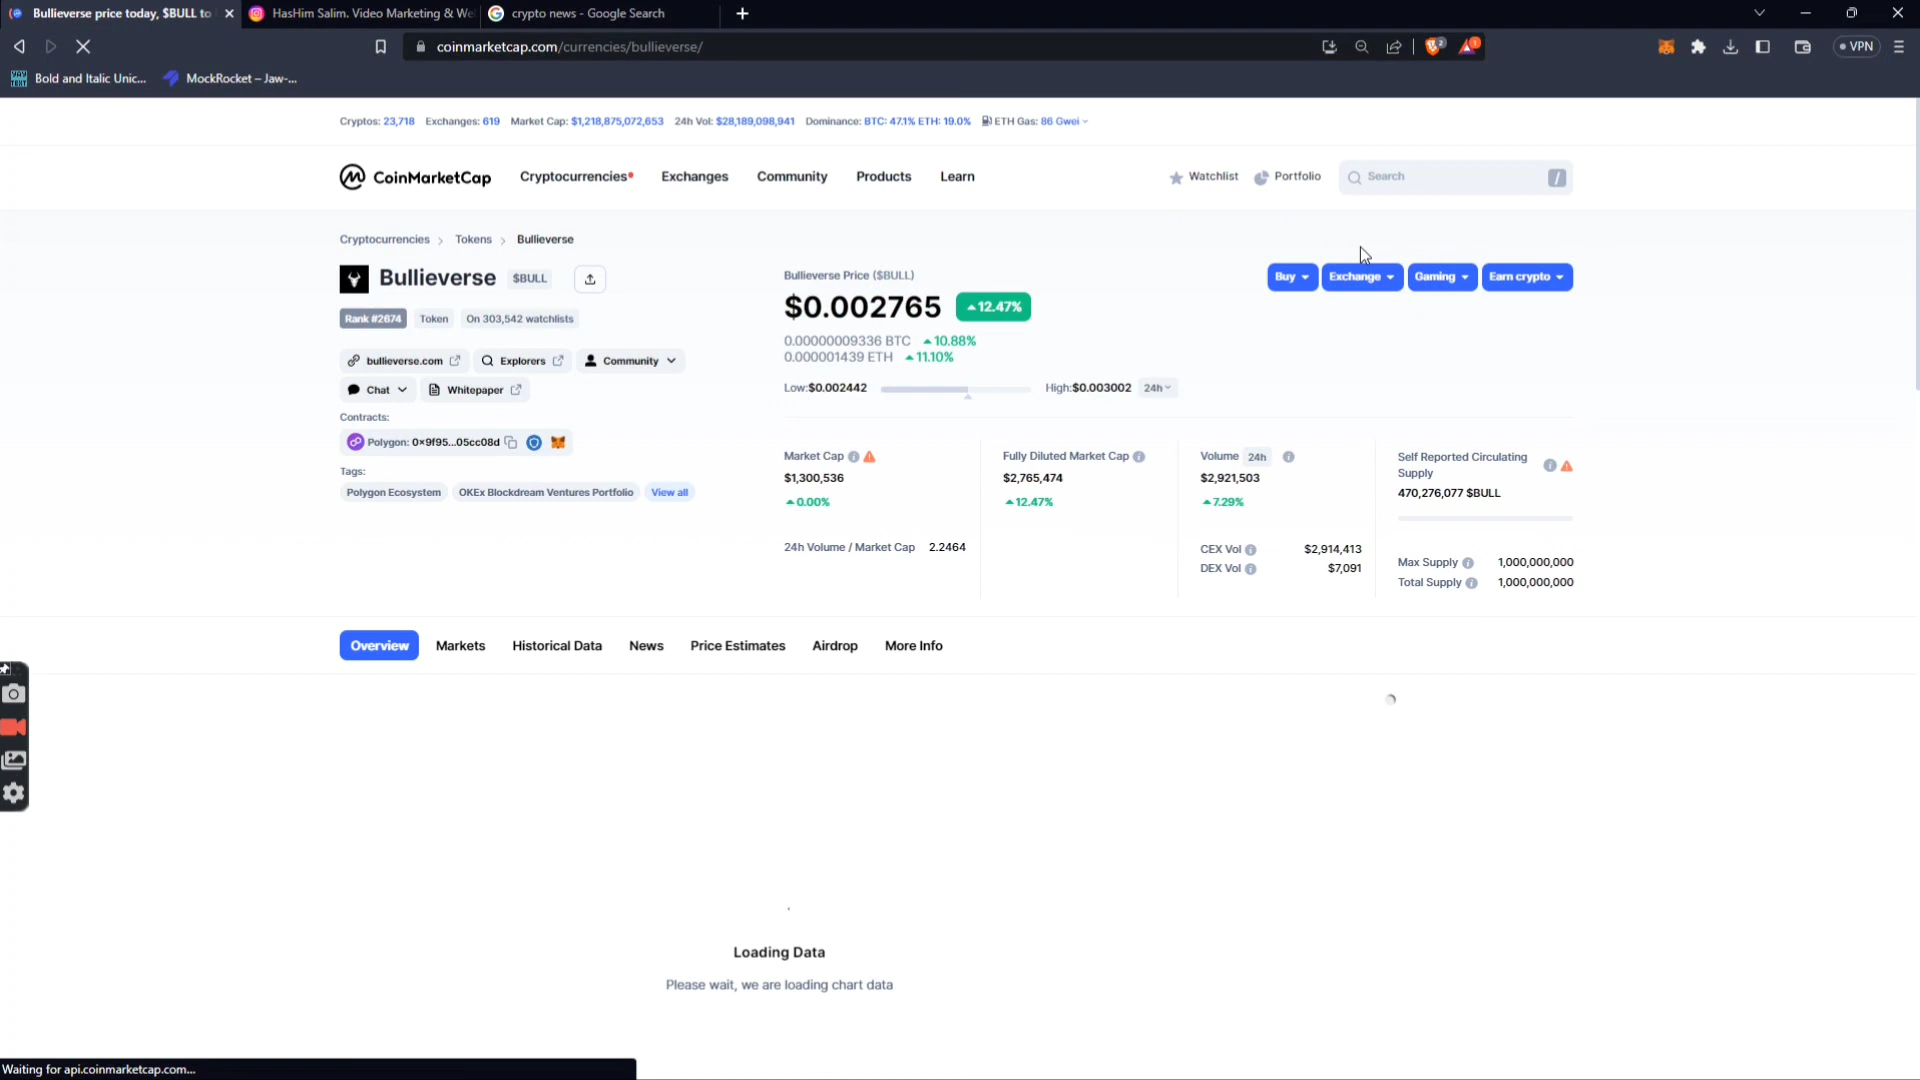 Bullieverse price today, $BULL to
HasHim Salim. Video Marketing & We
crypto news - Google Search
coinmarketcap.com/currencies/bullieverse/
VPN
Bold and Italic Unic...
MockRocket – Jaw-...
Cryptos: 23,718 Exchanges: 619 Market Cap: $1,218,875,072,653 24h Vol: $28,189,098,941 Dominance: BTC: 47.1% ETH: 19.0% ETH Gas: 86 Gwei
CoinMarketCap
Cryptocurrencies Exchanges Community Products Learn
Watchlist Portfolio Search /
Cryptocurrencies > Tokens > Bullieverse
Bullieverse $BULL
Rank #2674 Token On 303,542 watchlists
bullieverse.com Explorers Community
Chat Whitepaper
Contracts:
Polygon: 0x9f95...05cc08d
Tags:
Polygon Ecosystem OKEx Blockdream Ventures Portfolio View all
Bullieverse Price ($BULL)
$0.002765 12.47%
0.00000009336 BTC 10.88%
0.000001439 ETH 11.10%
Low:$0.002442 High:$0.003002 24h
Buy Exchange Gaming Earn crypto
Market Cap
$1,300,536
0.00%
24h Volume / Market Cap 2.2464
Fully Diluted Market Cap
$2,765,474
12.47%
Volume 24h
$2,921,503
7.29%
CEX Vol $2,914,413
DEX Vol $7,091
Self Reported Circulating
Supply
470,276,077 $BULL
Max Supply 1,000,000,000
Total Supply 1,000,000,000
Overview Markets Historical Data News Price Estimates Airdrop More Info
Loading Data
Please wait, we are loading chart data
Waiting for api.coinmarketcap.com...